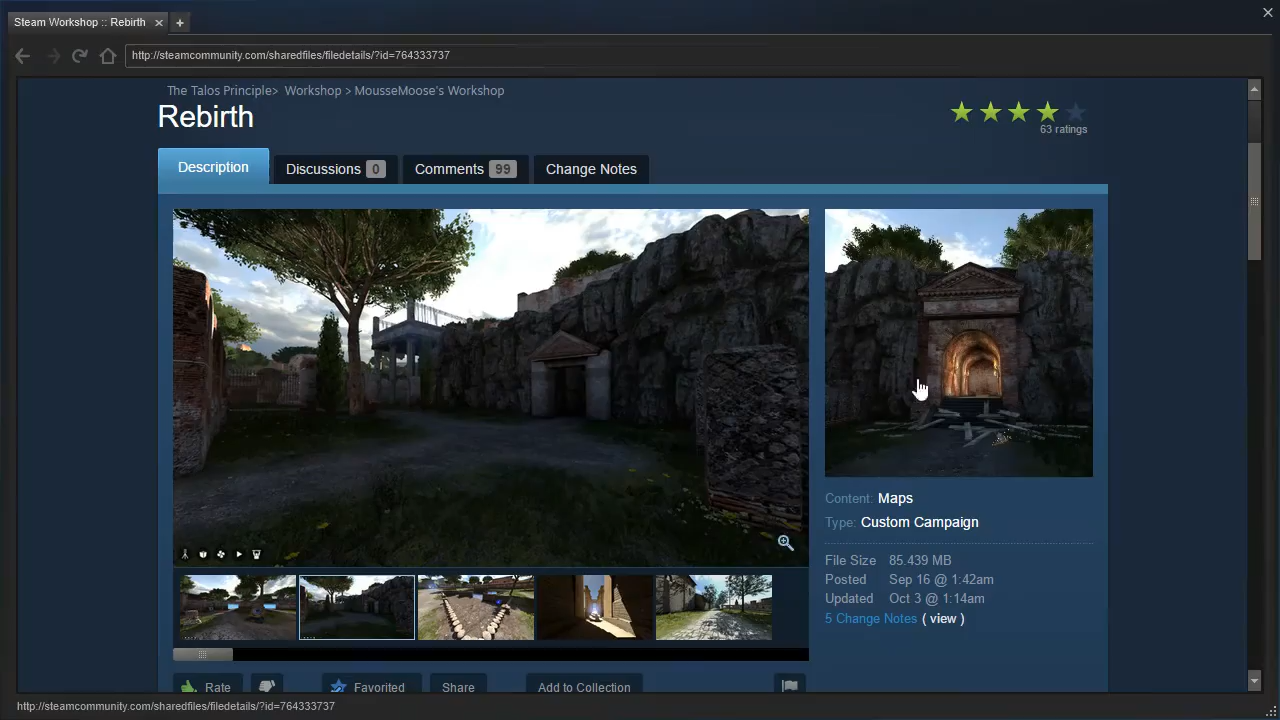 Steam Workshop :: Rebirth
http://steamcommunity.com/sharedfiles/filedetails/?id=764333737
The Talos Principle> Workshop > MousseMoose's Workshop
Rebirth
63 ratings
Description
Discussions 0
Comments 99
Change Notes
Content: Maps
Type: Custom Campaign
File Size 85.439 MB
Posted Sep 16 @ 1:42am
Updated Oct 3 @ 1:14am
5 Change Notes ( view )
Rate
Favorited
Share
Add to Collection
http://steamcommunity.com/sharedfiles/filedetails/?id=764333737